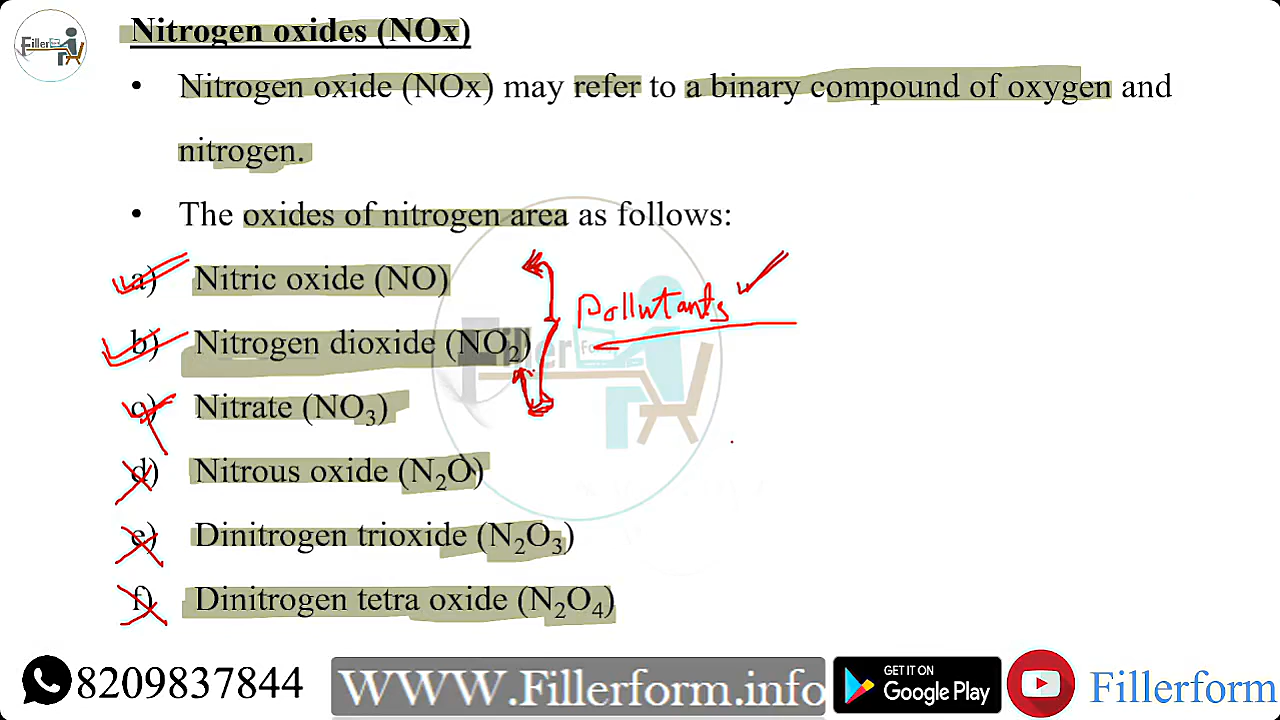 Fillerform
Nitrogen oxides (NOx)
• Nitrogen oxide (NOx) may refer to a binary compound of oxygen and
nitrogen.
• The oxides of nitrogen area as follows:
a) Nitric oxide (NO)
Pollutants
b) Nitrogen dioxide (NO₂)
c) Nitrate (NO₃)
d) Nitrous oxide (N₂O)
e) Dinitrogen trioxide (N₂O₃)
f) Dinitrogen tetra oxide (N₂O₄)
8209837844
WWW.Fillerform.info
GET IT ON
Google Play
Fillerform